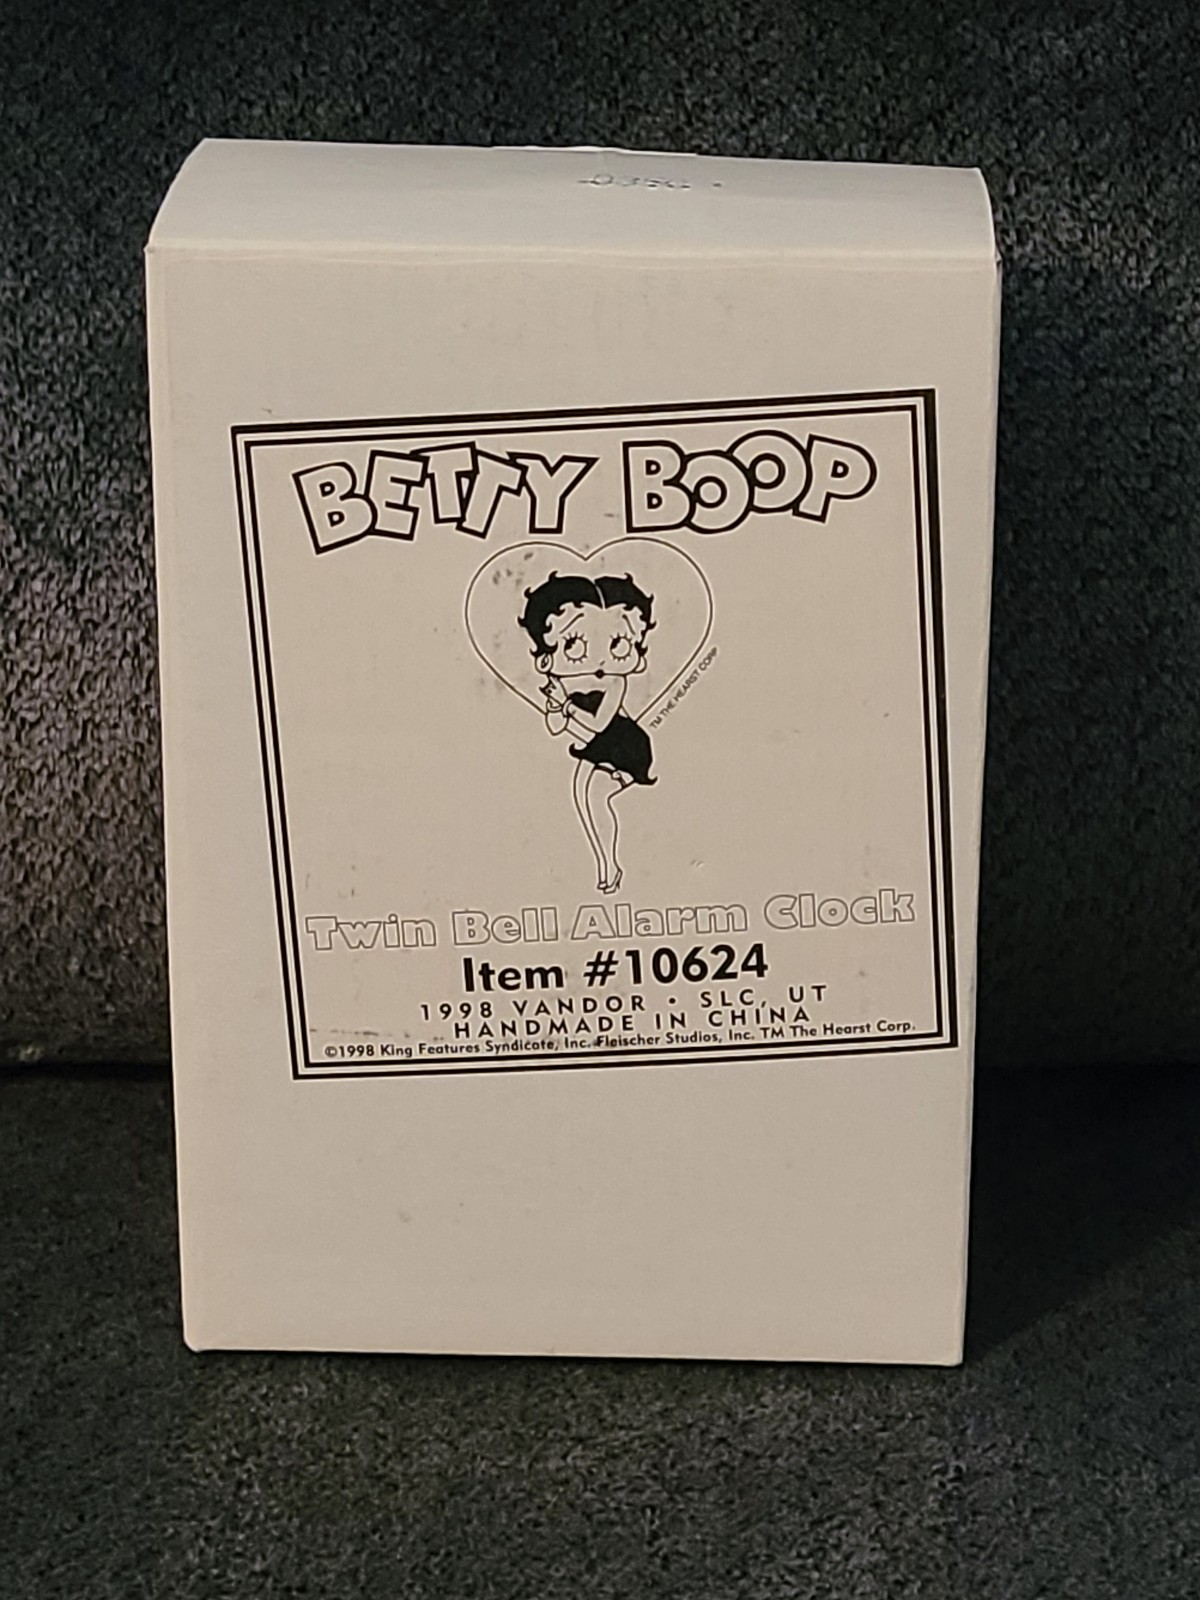 BETTY BOOP
TM THE HEARST CORP
Twin Bell Alarm Clock
Item #10624
1998 VANDOR • SLC, UT
HANDMADE IN CHINA
©1998 King Features Syndicate, Inc. Fleischer Studios, Inc. TM The Hearst Corp.